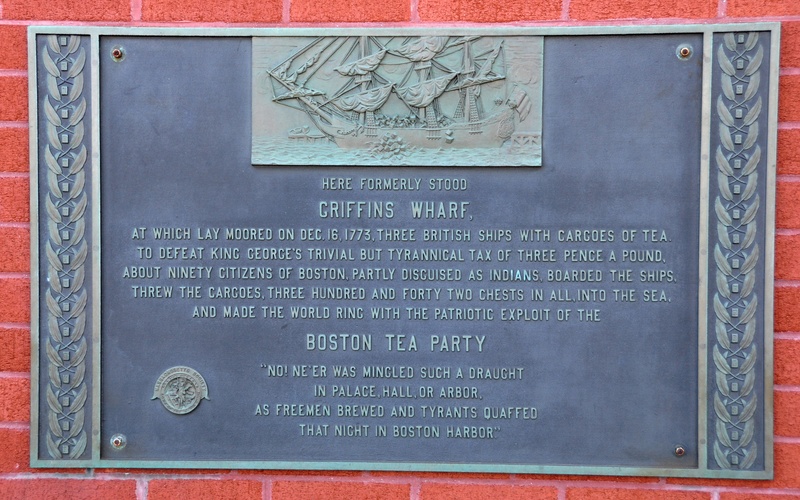 HERE FORMERLY STOOD
GRIFFINS WHARF,
AT WHICH LAY MOORED ON DEC. 16, 1773, THREE BRITISH SHIPS WITH CARGOES OF TEA.
TO DEFEAT KING GEORGE'S TRIVIAL BUT TYRANNICAL TAX OF THREE PENCE A POUND,
ABOUT NINETY CITIZENS OF BOSTON, PARTLY DISGUISED AS INDIANS, BOARDED THE SHIPS,
THREW THE CARGOES, THREE HUNDRED AND FORTY TWO CHESTS IN ALL, INTO THE SEA,
AND MADE THE WORLD RING WITH THE PATRIOTIC EXPLOIT OF THE
BOSTON TEA PARTY
"NO! NE'ER WAS MINGLED SUCH A DRAUGHT
IN PALACE, HALL, OR ARBOR,
AS FREEMEN BREWED AND TYRANTS QUAFFED
THAT NIGHT IN BOSTON HARBOR."